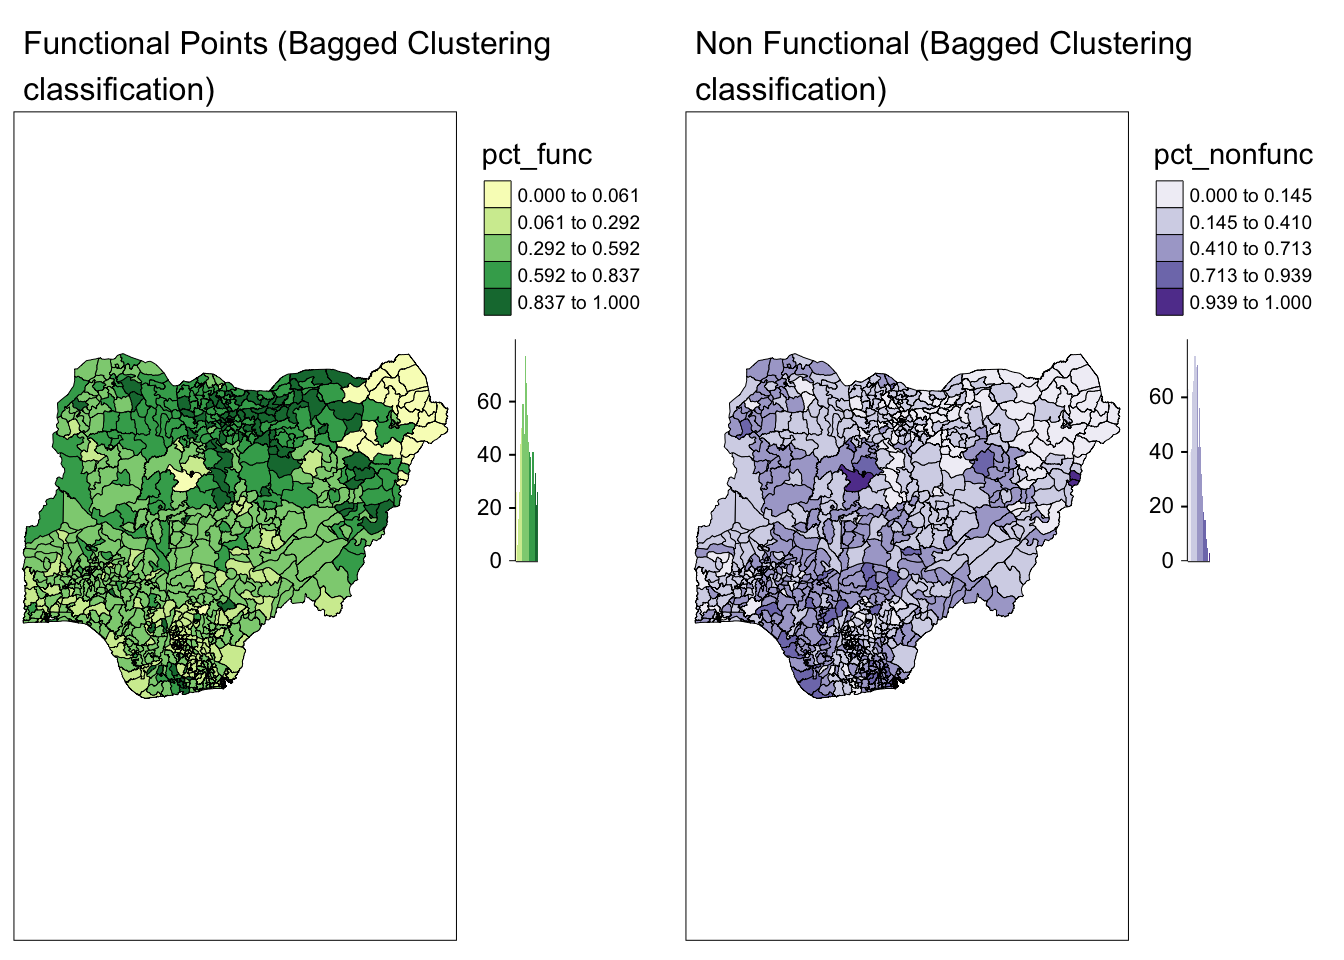 Functional Points (Bagged Clustering
classification)
pct_func
0.000 to 0.061
0.061 to 0.292
0.292 to 0.592
0.592 to 0.837
0.837 to 1.000
60
40
20
0
Non Functional (Bagged Clustering
classification)
pct_nonfunc
0.000 to 0.145
0.145 to 0.410
0.410 to 0.713
0.713 to 0.939
0.939 to 1.000
60
40
20
0